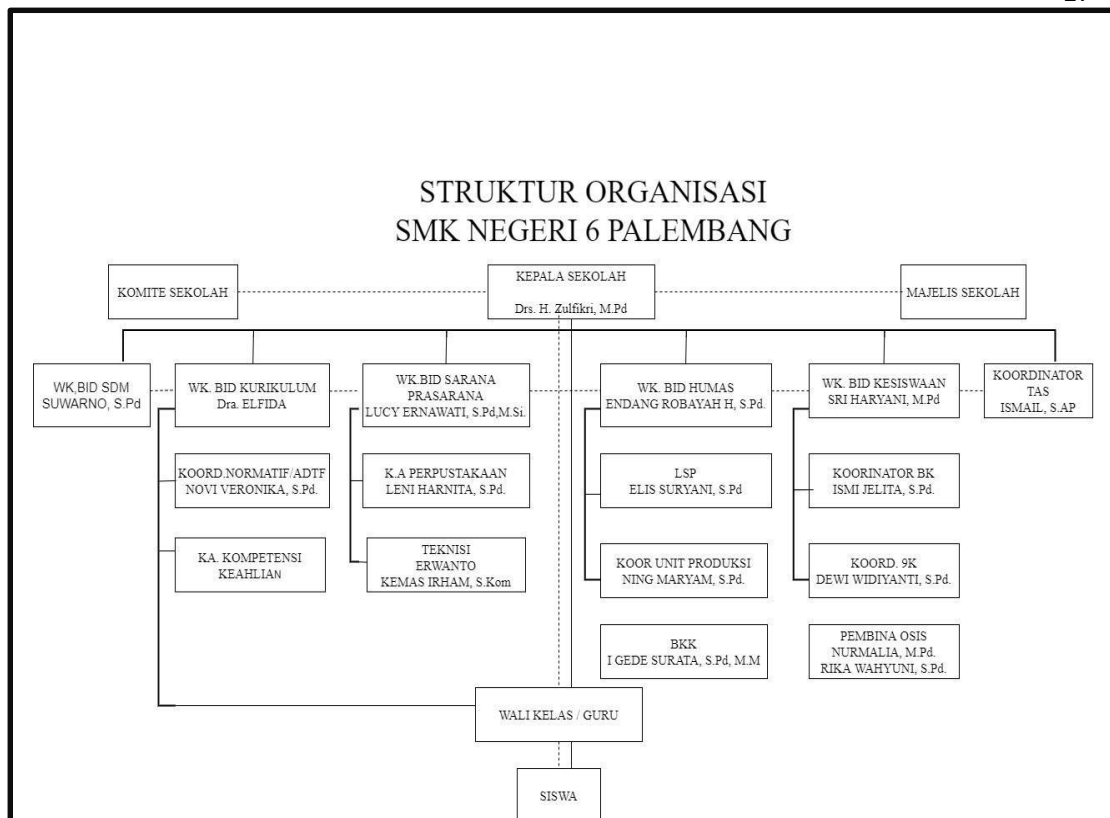 STRUKTUR ORGANISASI
SMK NEGERI 6 PALEMBANG
KOMITE SEKOLAH
KEPALA SEKOLAH
Drs. H. Zulfikri, M.Pd
MAJELIS SEKOLAH
WK,BID SDM
SUWARNO, S.Pd
WK. BID KURIKULUM
Dra. ELFIDA
WK.BID SARANA
PRASARANA
LUCY ERNAWATI, S.Pd,M.Si.
WK. BID HUMAS
ENDANG ROBAYAH H, S.Pd.
WK. BID KESISWAAN
SRI HARYANI, M.Pd
KOORDINATOR
TAS
ISMAIL, S.AP
KOORD.NORMATIF/ADTF
NOVI VERONIKA, S.Pd.
K.A PERPUSTAKAAN
LENI HARNITA, S.Pd.
LSP
ELIS SURYANI, S.Pd
KOORINATOR BK
ISMI JELITA, S.Pd.
KA. KOMPETENSI
KEAHLIAN
TEKNISI
ERWANTO
KEMAS IRHAM, S.Kom
KOOR UNIT PRODUKSI
NING MARYAM, S.Pd.
KOORD. 9K
DEWI WIDIYANTI, S.Pd.
BKK
I GEDE SURATA, S.Pd, M.M
PEMBINA OSIS
NURMALIA, M.Pd.
RIKA WAHYUNI, S.Pd.
WALI KELAS / GURU
SISWA